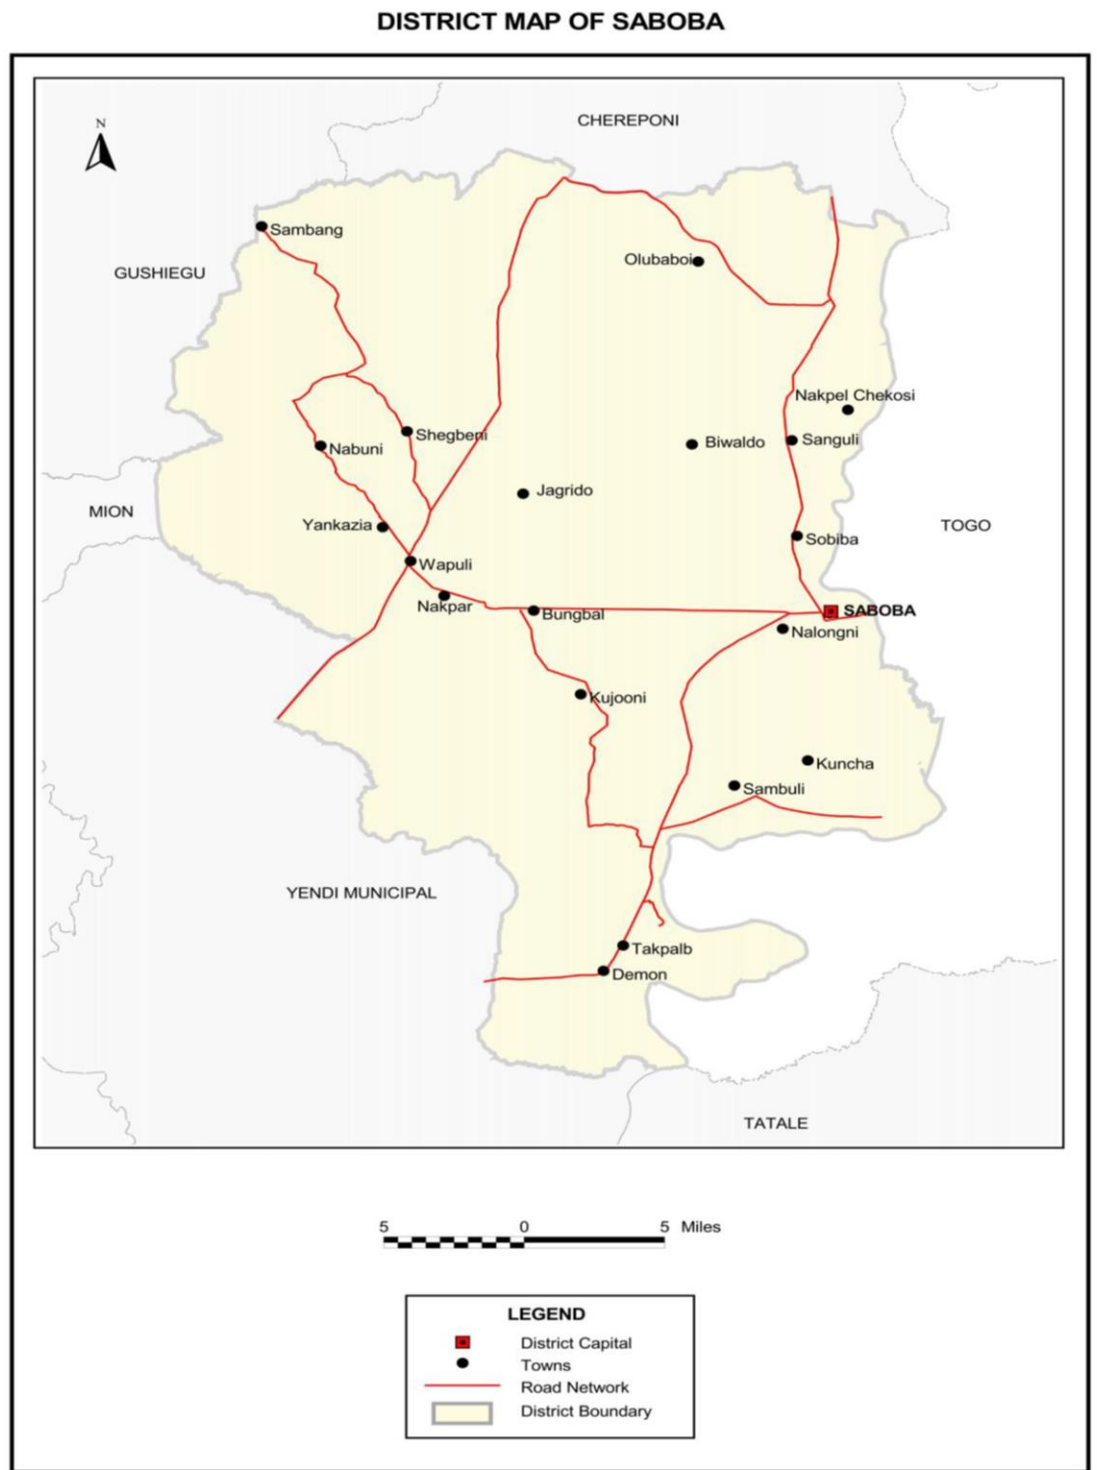 DISTRICT MAP OF SABOBA
N
CHEREPONI
Sambang
Olubaboi
GUSHIEGU
Nakpel Chekosi
Shegbeni
Biwaldo
Sanguli
Nabuni
Jagrido
MION
Yankazia
TOGO
Sobiba
Wapuli
Nakpar
Bungbal
SABOBA
Nalongni
Kujooni
Kuncha
Sambuli
YENDI MUNICIPAL
Takpalb
Demon
TATALE
5 0 5 Miles
LEGEND
District Capital
Towns
Road Network
District Boundary